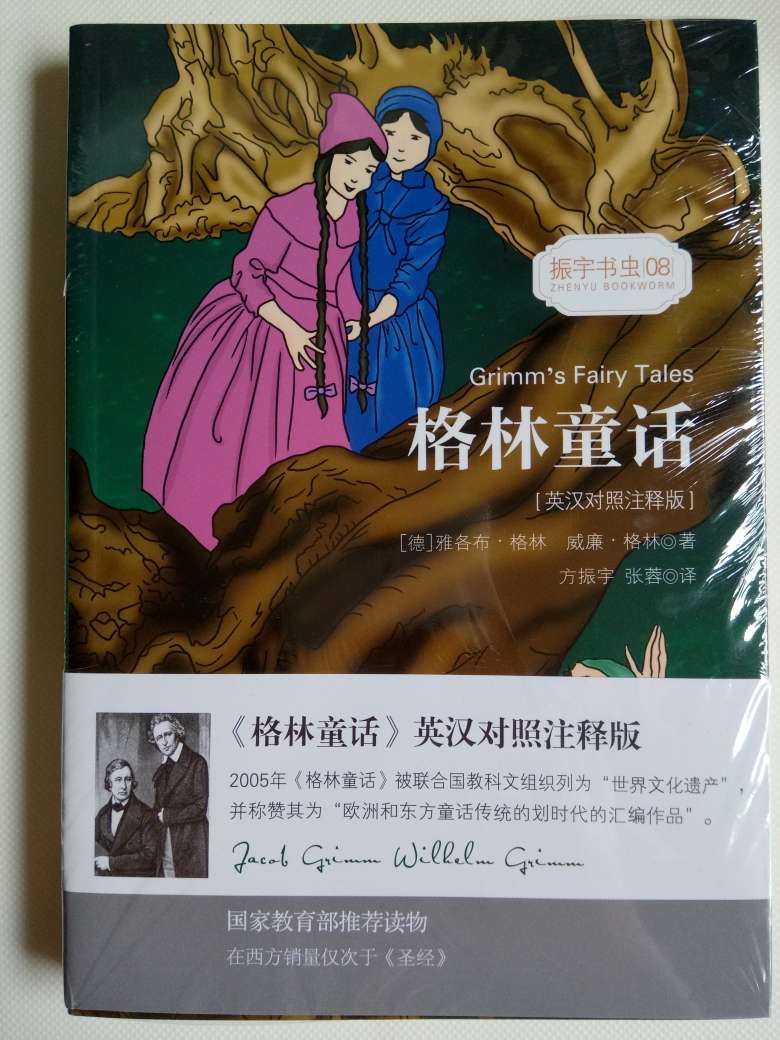 振宇书虫|08|
ZHENYU BOOKWORM
Grimm's Fairy Tales
格林童话
[英汉对照注释版]
[德]雅各布·格林 威廉·格林◎著
方振宇 张蓉◎译
《格林童话》英汉对照注释版
2005年《格林童话》被联合国教科文组织列为“世界文化遗产”,
并称赞其为“欧洲和东方童话传统的划时代的汇编作品”。
Jacob Grimm Wilhelm Grimm
国家教育部推荐读物
在西方销量仅次于《圣经》